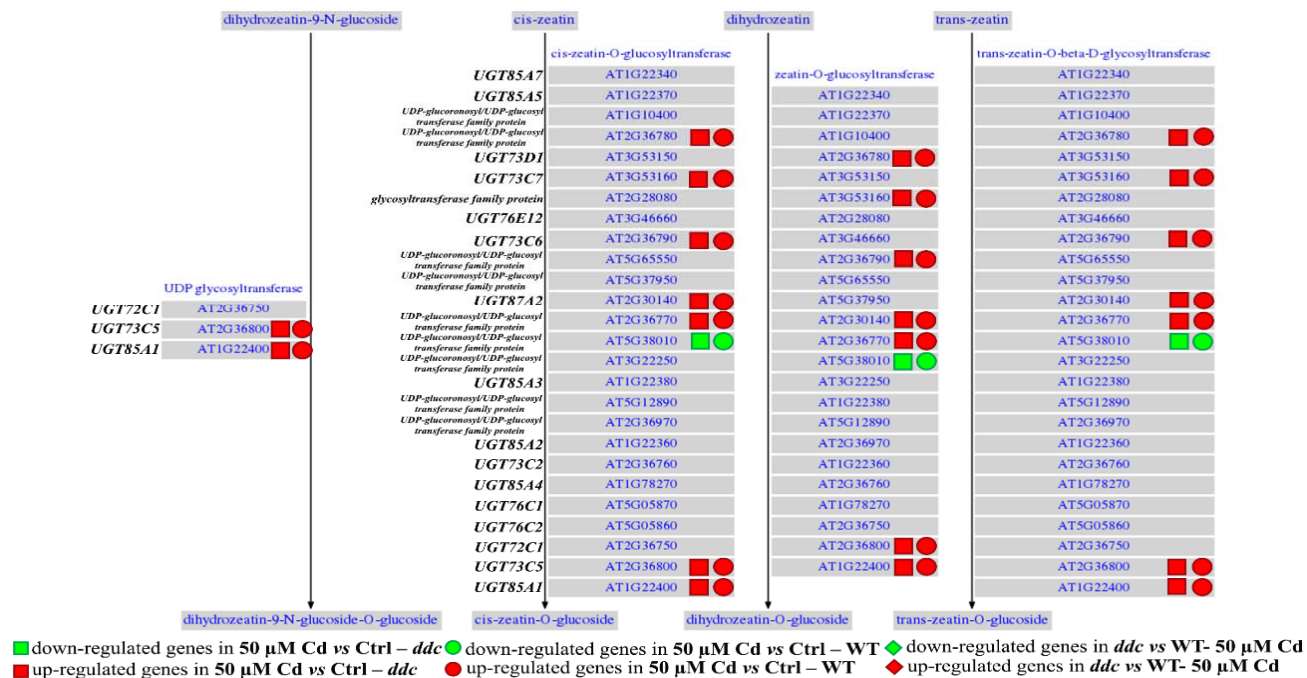 dihydrozeatin-9-N-glucoside
cis-zeatin
dihydrozeatin
trans-zeatin
UDP glycosyltransferase
UGT72C1 AT2G36750
UGT73C5 AT2G36800
UGT85A1 AT1G22400
cis-zeatin-O-glucosyltransferase
UGT85A7 AT1G22340
UGT85A5 AT1G22370
UDP-glucoronosyl/UDP-glucosyl
transferase family protein AT1G10400
UDP-glucoronosyl/UDP-glucosyl
transferase family protein AT2G36780
UGT73D1 AT3G53150
UGT73C7 AT3G53160
glycosyltransferase family protein AT2G28080
UGT76E12 AT3G46660
UGT73C6 AT2G36790
UDP-glucoronosyl/UDP-glucosyl
transferase family protein AT5G65550
UDP-glucoronosyl/UDP-glucosyl
transferase family protein AT5G37950
UGT87A2 AT2G30140
UDP-glucoronosyl/UDP-glucosyl
transferase family protein AT2G36770
UDP-glucoronosyl/UDP-glucosyl
transferase family protein AT5G38010
UDP-glucoronosyl/UDP-glucosyl
transferase family protein AT3G22250
UGT85A3 AT1G22380
UDP-glucoronosyl/UDP-glucosyl
transferase family protein AT5G12890
UDP-glucoronosyl/UDP-glucosyl
transferase family protein AT2G36970
UGT85A2 AT1G22360
UGT73C2 AT2G36760
UGT85A4 AT1G78270
UGT76C1 AT5G05870
UGT76C2 AT5G05860
UGT72C1 AT2G36750
UGT73C5 AT2G36800
UGT85A1 AT1G22400
zeatin-O-glucosyltransferase
AT1G22340
AT1G22370
AT1G10400
AT2G36780
AT3G53150
AT3G53160
AT2G28080
AT3G46660
AT2G36790
AT5G65550
AT5G37950
AT2G30140
AT2G36770
AT5G38010
AT3G22250
AT1G22380
AT5G12890
AT2G36970
AT1G22360
AT2G36760
AT1G78270
AT2G36750
AT2G36800
AT1G22400
trans-zeatin-O-beta-D-glycosyltransferase
AT1G22340
AT1G22370
AT1G10400
AT2G36780
AT3G53150
AT3G53160
AT2G28080
AT3G46660
AT2G36790
AT5G65550
AT5G37950
AT2G30140
AT2G36770
AT5G38010
AT3G22250
AT1G22380
AT5G12890
AT2G36970
AT1G22360
AT2G36760
AT1G78270
AT5G05870
AT5G05860
AT2G36750
AT2G36800
AT1G22400
dihydrozeatin-9-N-glucoside-O-glucoside
cis-zeatin-O-glucoside
dihydrozeatin-O-glucoside
trans-zeatin-O-glucoside
down-regulated genes in 50 µM Cd vs Ctrl – ddc
down-regulated genes in 50 µM Cd vs Ctrl – WT
down-regulated genes in ddc vs WT- 50 µM Cd
up-regulated genes in 50 µM Cd vs Ctrl – ddc
up-regulated genes in 50 µM Cd vs Ctrl – WT
up-regulated genes in ddc vs WT- 50 µM Cd